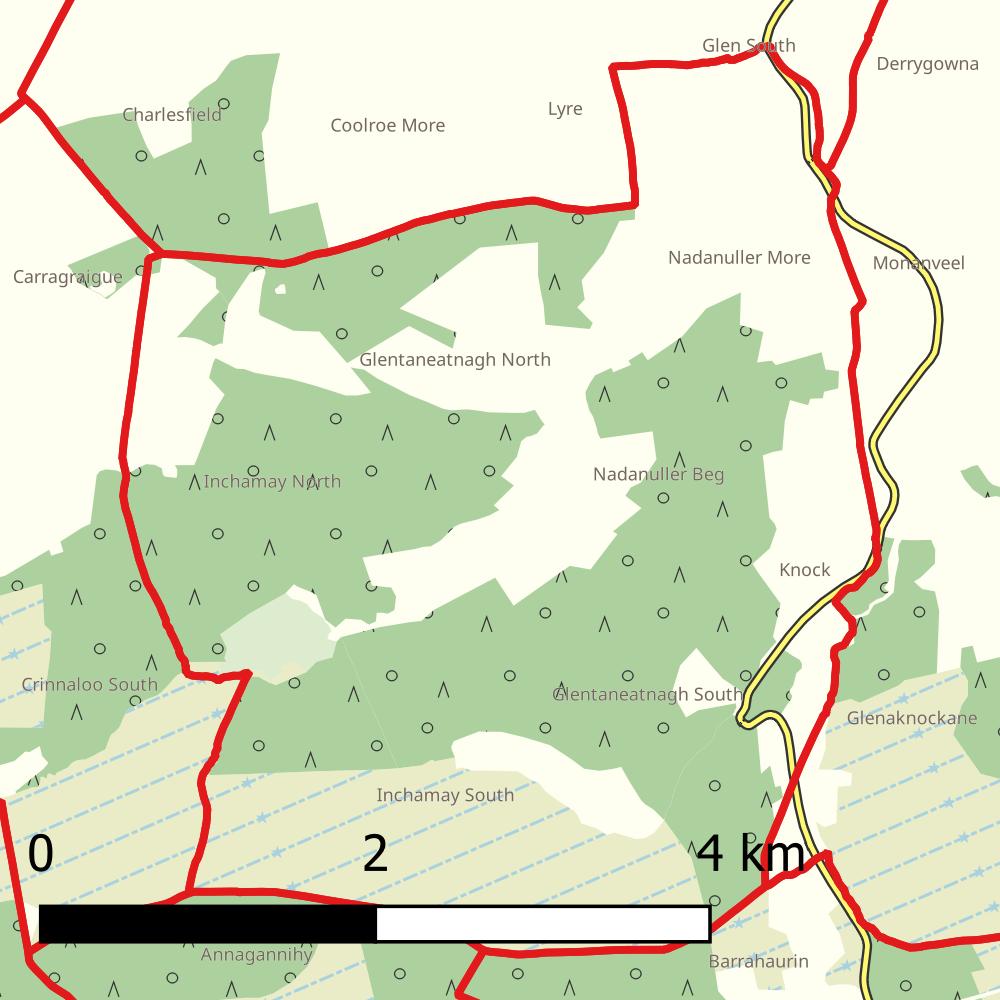 Glen South
Derrygowna
Charlesfield
Lyre
Coolroe More
Nadanuller More
Monanveel
Carragraigue
Glentaneatnagh North
Nadanuller Beg
Inchamay North
Knock
Crinnaloo South
Glentaneatnagh South
Glenaknockane
Inchamay South
0 2 4 km
Annagannihy
Barrahaurin